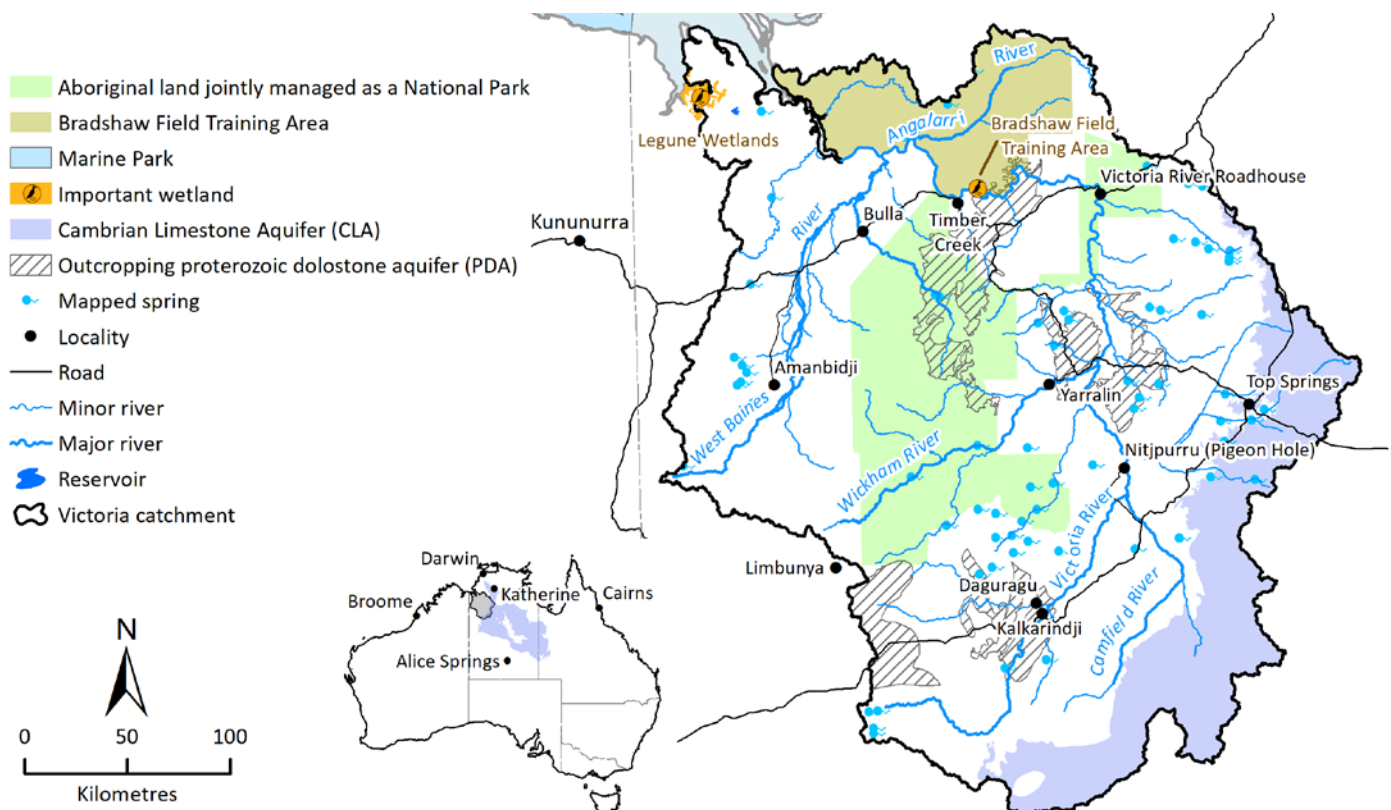 Aboriginal land jointly managed as a National Park
Bradshaw Field Training Area
Marine Park
Important wetland
Cambrian Limestone Aquifer (CLA)
Outcropping proterozoic dolostone aquifer (PDA)
Mapped spring
Locality
Road
Minor river
Major river
Reservoir
Victoria catchment
N
0 50 100
Kilometres
Darwin
Katherine
Cairns
Broome
Alice Springs
River
Angalarri
Bradshaw Field
Training Area
Legune Wetlands
Victoria River Roadhouse
Kununurra
River
Bulla
Timber
Creek
Amanbidji
Yarralin
Top Springs
West Baines
Wickham River
Nitjpurru (Pigeon Hole)
Victoria River
Limbunya
Daguragu
Kalkarindji
Camfield River